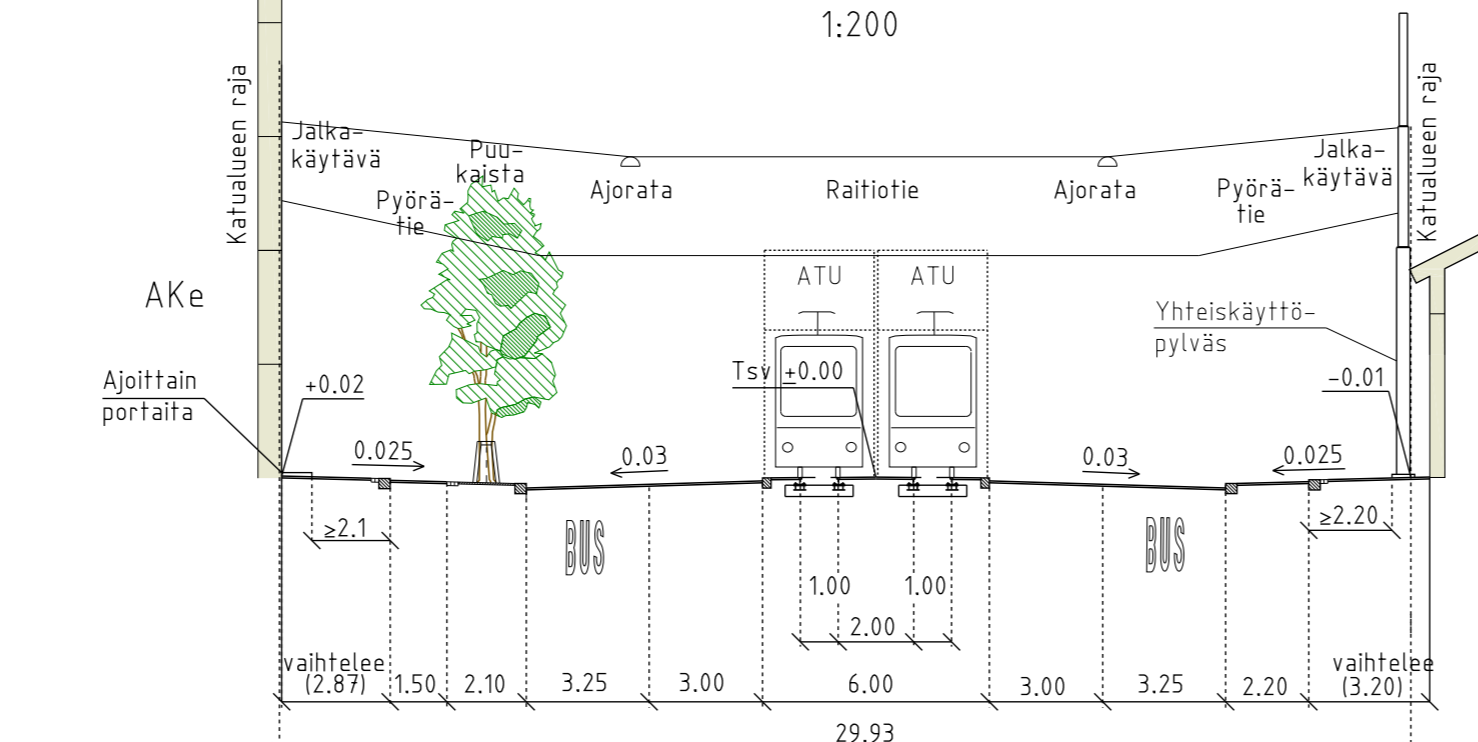 1:200
Katualueen raja
Jalka-
käytävä
Pyörä-
tie
Puu-
kaista
Ajorata
Raitiotie
Ajorata
Pyörä-
tie
Jalka-
käytävä
Katualueen raja
AKe
ATU
ATU
Yhteiskäyttö-
pylväs
Ajoittain
portaita
+0.02
Tsv ±0.00
-0.01
0.025
0.03
0.03
0.025
≥2.1
BUS
BUS
≥2.20
1.00
1.00
2.00
vaihtelee
(2.87)
1.50
2.10
3.25
3.00
6.00
3.00
3.25
2.20
vaihtelee
(3.20)
29.93